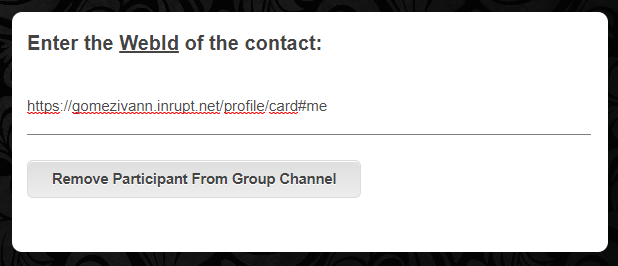 Enter the WebId of the contact:
https://gomezivann.inrupt.net/profile/card#me
Remove Participant From Group Channel